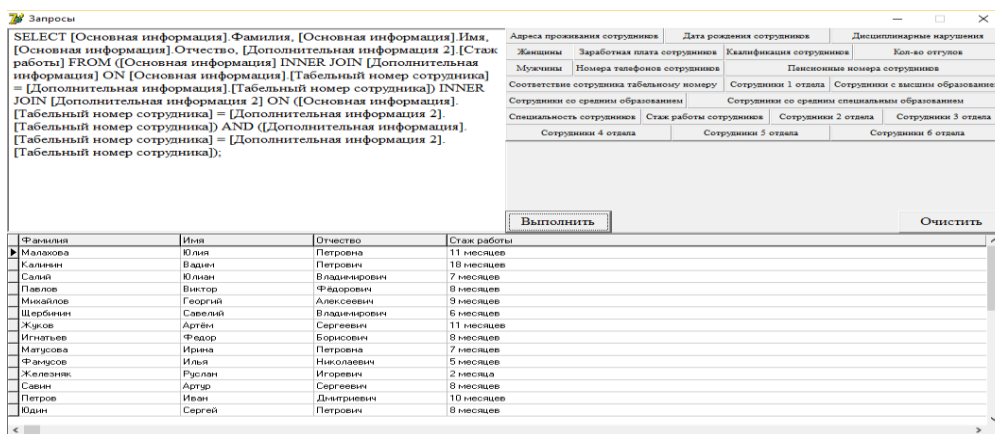 Запросы
SELECT [Основная информация].Фамилия, [Основная информация].Имя,
[Основная информация].Отчество, [Дополнительная информация 2].[Стаж
работы] FROM ([Основная информация] INNER JOIN [Дополнительная
информация] ON [Основная информация].[Табельный номер сотрудника]
= [Дополнительная информация].[Табельный номер сотрудника]) INNER
JOIN [Дополнительная информация 2] ON ([Основная информация].
[Табельный номер сотрудника] = [Дополнительная информация 2].
[Табельный номер сотрудника]) AND ([Дополнительная информация].
[Табельный номер сотрудника] = [Дополнительная информация 2].
[Табельный номер сотрудника]);
Адреса проживания сотрудников Дата рождения сотрудников Дисциплинарные нарушения
Женщины Заработная плата сотрудников Квалификация сотрудников Кол-во отгулов
Мужчины Номера телефонов сотрудников Пенсионные номера сотрудников
Соответствие сотрудника табельному номеру Сотрудники 1 отдела Сотрудники с высшим образование
Сотрудники со средним образованием Сотрудники со средним специальным образованием
Специальность сотрудников Стаж работы сотрудников Сотрудники 2 отдела Сотрудники 3 отдела
Сотрудники 4 отдела Сотрудники 5 отдела Сотрудники 6 отдела
Выполнить Очистить
Фамилия Имя Отчество Стаж работы
Малахова Юлия Петровна 11 месяцев
Калинин Вадим Петрович 18 месяцев
Салий Юлиан Владимирович 7 месяцев
Павлов Виктор Фёдорович 8 месяцев
Михайлов Георгий Алексеевич 9 месяцев
Щербинин Савелий Владимирович 6 месяцев
Жуков Артём Сергеевич 11 месяцев
Игнатьев Федор Борисович 8 месяцев
Матусова Ирина Петровна 7 месяцев
Фамусов Илья Николаевич 5 месяцев
Железняк Руслан Игоревич 2 месяца
Савин Артур Сергеевич 8 месяцев
Петров Иван Дмитриевич 10 месяцев
Юдин Сергей Петрович 8 месяцев